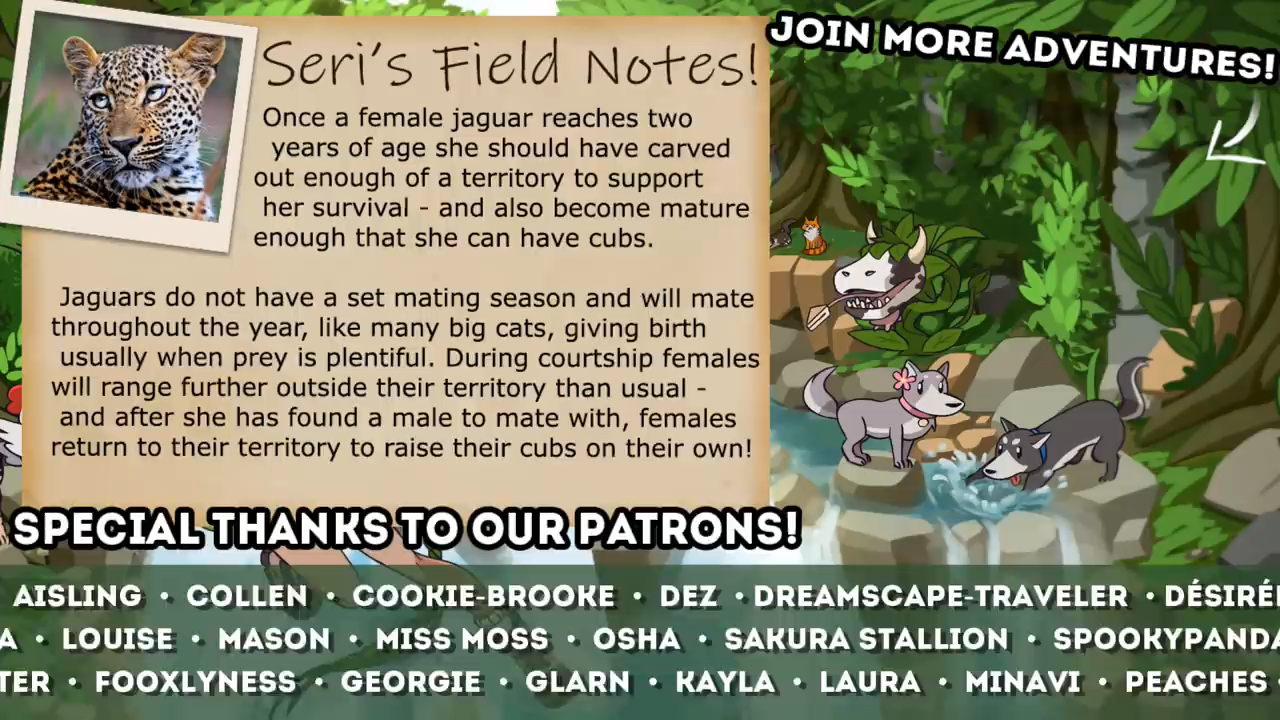 Seri's Field Notes!
JOIN MORE ADVENTURES!
Once a female jaguar reaches two
years of age she should have carved
out enough of a territory to support
her survival - and also become mature
enough that she can have cubs.
Jaguars do not have a set mating season and will mate
throughout the year, like many big cats, giving birth
usually when prey is plentiful. During courtship females
will range further outside their territory than usual -
and after she has found a male to mate with, females
return to their territory to raise their cubs on their own!
SPECIAL THANKS TO OUR PATRONS!
AISLING • COLLEN • COOKIE-BROOKE • DEZ • DREAMSCAPE-TRAVELER •
A • LOUISE • MASON • MISS MOSS • OSHA • SAKURA STALLION • SPOOKYPANDA
TER • FOOXLYNESS • GEORGIE • GLARN • KAYLA • LAURA • MINAVI • PEACHES •